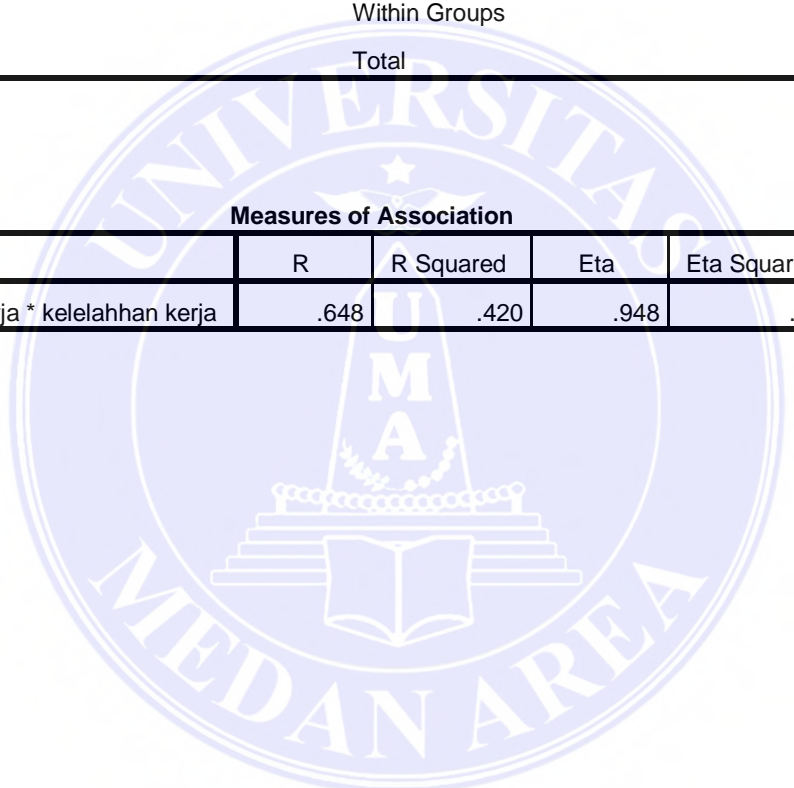 Within Groups
Total
UNIVERSITAS
Measures of Association
R R Squared Eta Eta Squar
ja * kelelahhan kerja .648 .420 .948 .
U
M
A
MEDAN AREA